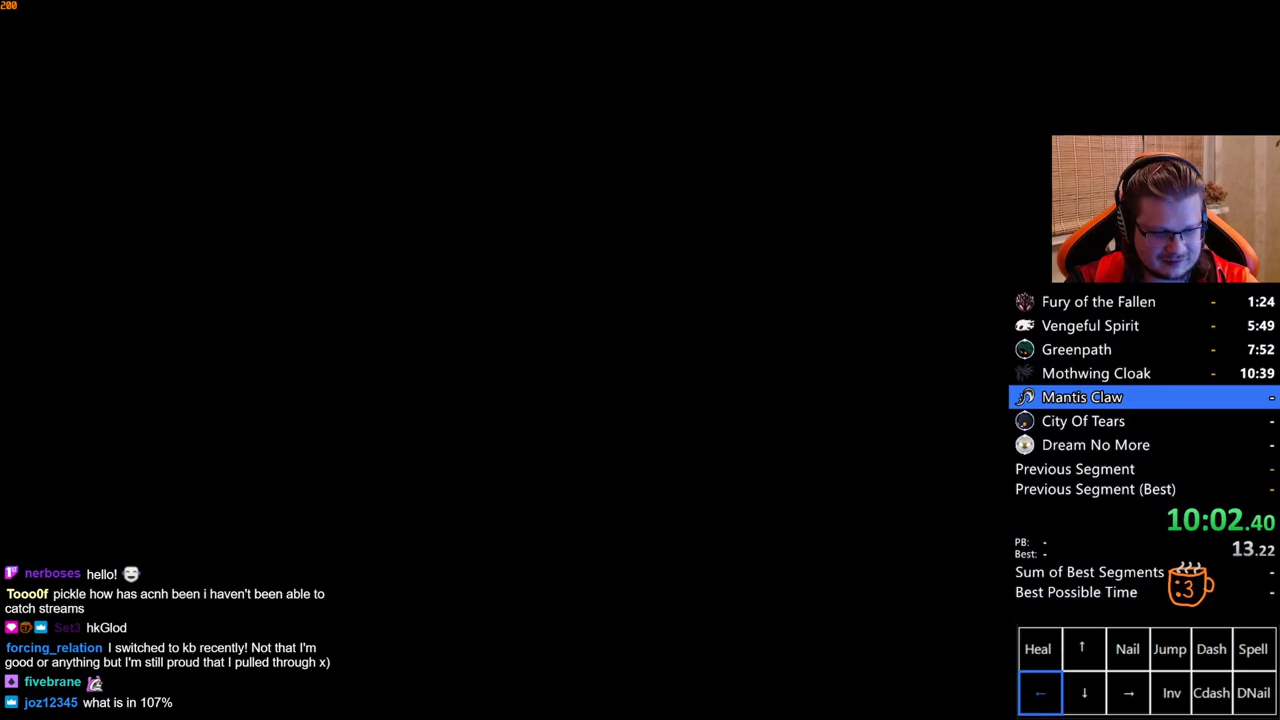 200
Fury of the Fallen - 1:24
Vengeful Spirit - 5:49
Greenpath - 7:52
Mothwing Cloak - 10:39
Mantis Claw -
City Of Tears
Dream No More
Previous Segment -
Previous Segment (Best) -
10:02.40
PB: -
Best: -
13.22
Sum of Best Segments -
Best Possible Time -
:3
Heal ↑ Nail Jump Dash Spell
← ↓ → Inv Cdash DNail
nerboses hello!
Tooo0f pickle how has acnh been i haven't been able to
catch streams
Set3 hkGlod
forcing_relation I switched to kb recently! Not that I'm
good or anything but I'm still proud that I pulled through x)
fivebrane
joz12345 what is in 107%